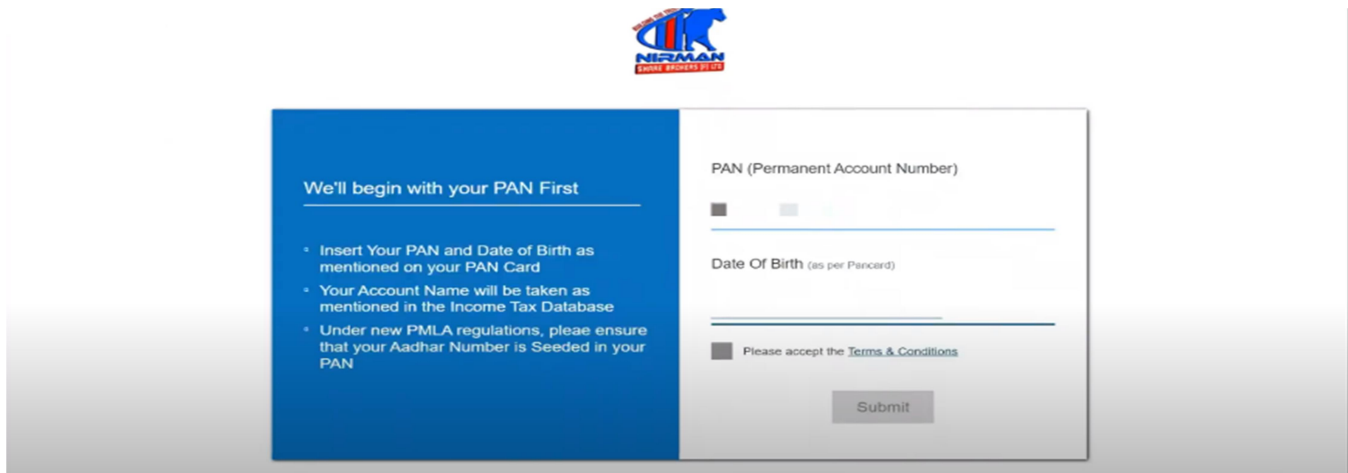 NIRMAN
SHARE BROKERS
We'll begin with your PAN First
Insert Your PAN and Date of Birth as
mentioned on your PAN Card
Your Account Name will be taken as
mentioned in the Income Tax Database
Under new PMLA regulations, pleae ensure
that your Aadhar Number is Seeded in your
PAN
PAN (Permanent Account Number)
Date Of Birth (as per Pancard)
Please accept the Terms & Conditions
Submit